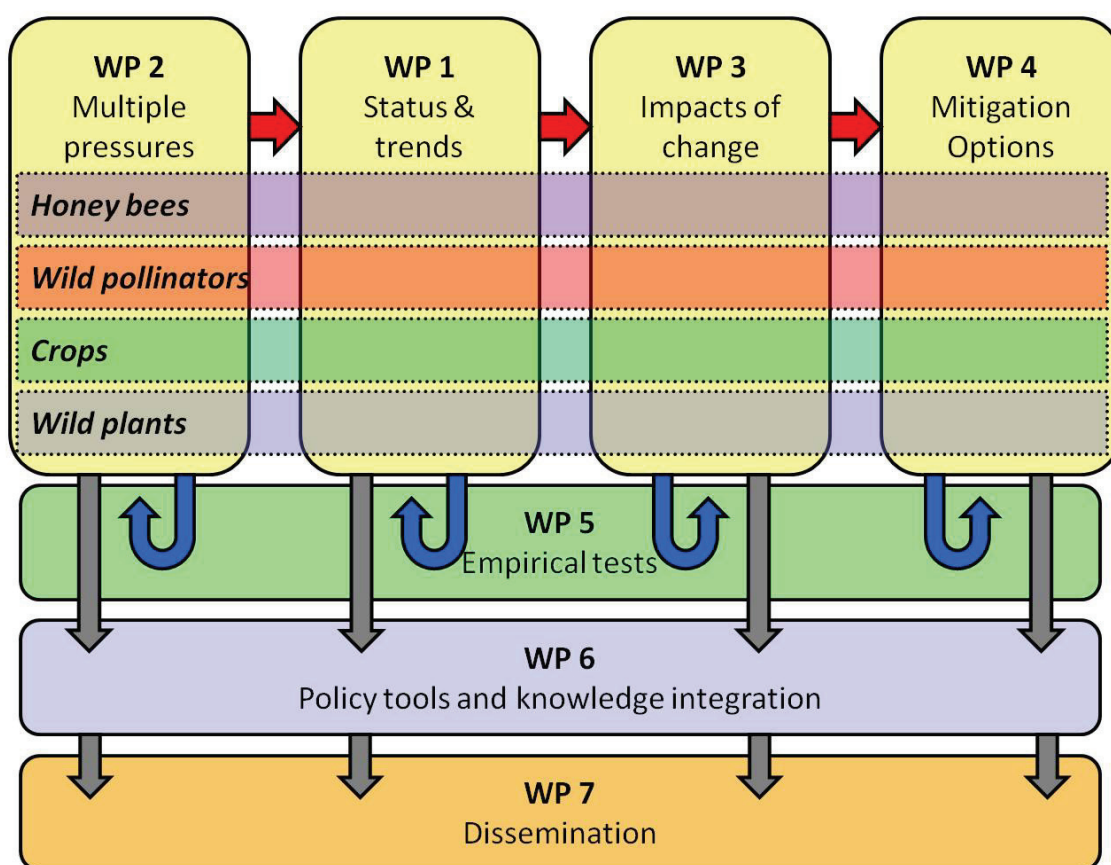 WP 2
Multiple
pressures
WP 1
Status &
trends
WP 3
Impacts of
change
WP 4
Mitigation
Options
Honey bees
Wild pollinators
Crops
Wild plants
WP 5
Empirical tests
WP 6
Policy tools and knowledge integration
WP 7
Dissemination